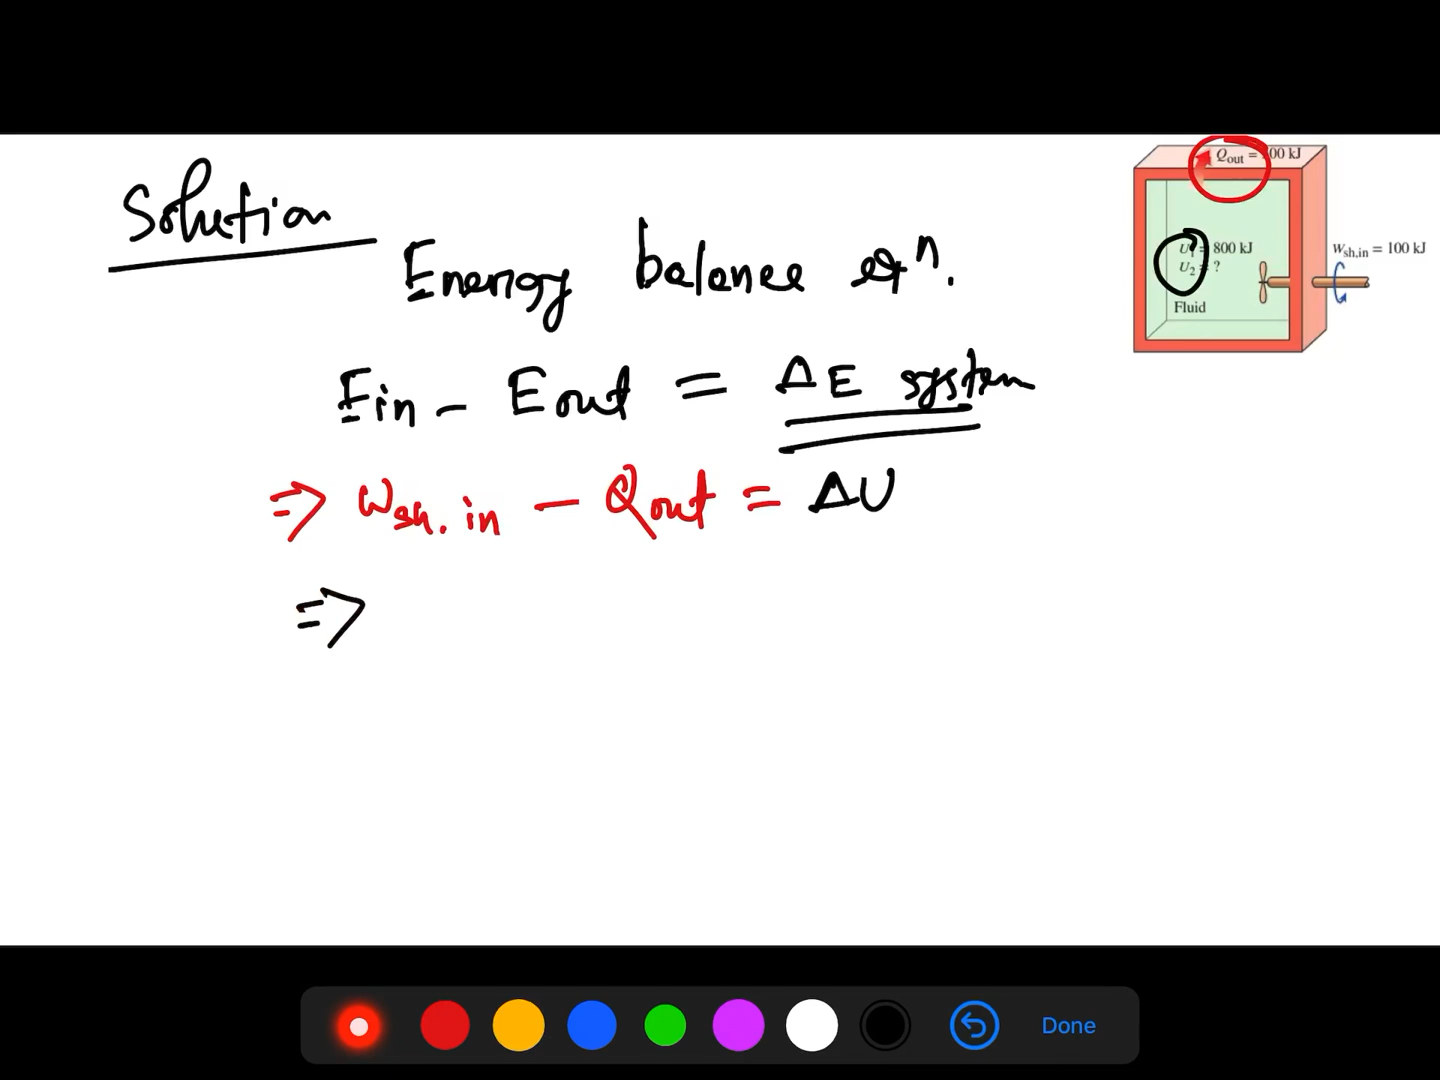 Solution
Energy balance eqn.
Ein - Eout = ΔE system
⇒ Wsh.in - Qout = ΔU
⇒
Qout = 00 kJ
U1 = 800 kJ
U2 = ?
Fluid
Wsh,in = 100 kJ
Done